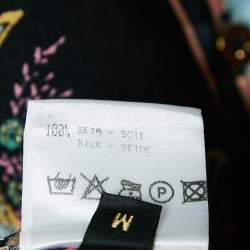 100% SETA - SOIE
SILK - SEIDE
P
M